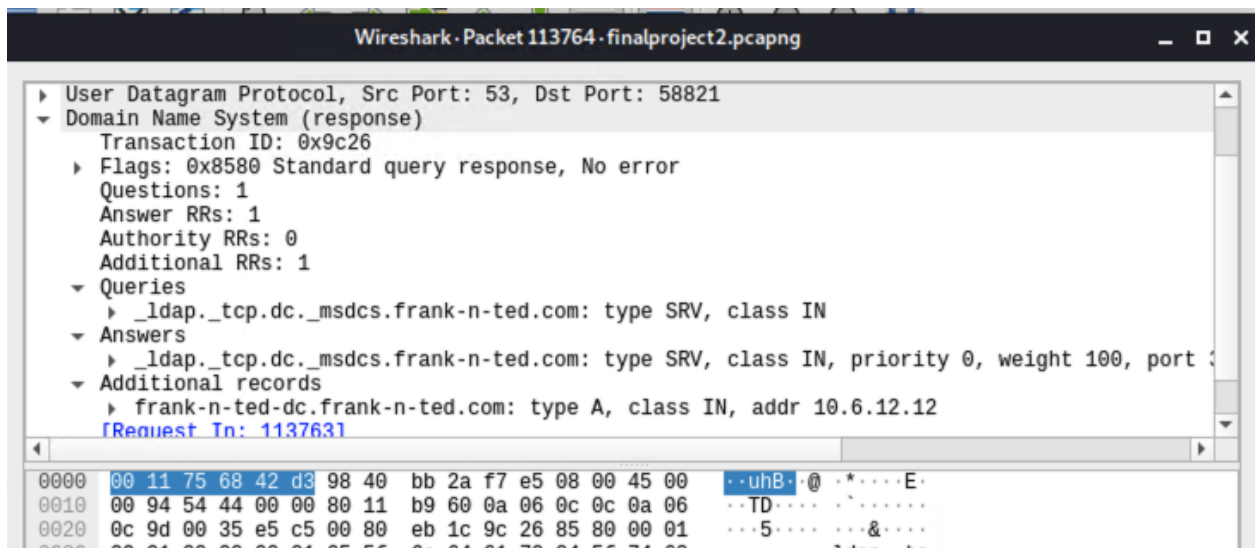 Wireshark · Packet 113764 · finalproject2.pcapng
User Datagram Protocol, Src Port: 53, Dst Port: 58821
Domain Name System (response)
Transaction ID: 0x9c26
Flags: 0x8580 Standard query response, No error
Questions: 1
Answer RRs: 1
Authority RRs: 0
Additional RRs: 1
Queries
_ldap._tcp.dc._msdcs.frank-n-ted.com: type SRV, class IN
Answers
_ldap._tcp.dc._msdcs.frank-n-ted.com: type SRV, class IN, priority 0, weight 100, port
Additional records
frank-n-ted-dc.frank-n-ted.com: type A, class IN, addr 10.6.12.12
[Request In: 113763]
0000 00 11 75 68 42 d3 98 40 bb 2a f7 e5 08 00 45 00 ··uhB··@ ·*····E·
0010 00 94 54 44 00 00 80 11 b9 60 0a 06 0c 0c 0a 06 ··TD···· ·`······
0020 0c 9d 00 35 e5 c5 00 80 eb 1c 9c 26 85 80 00 01 ···5···· ···&····